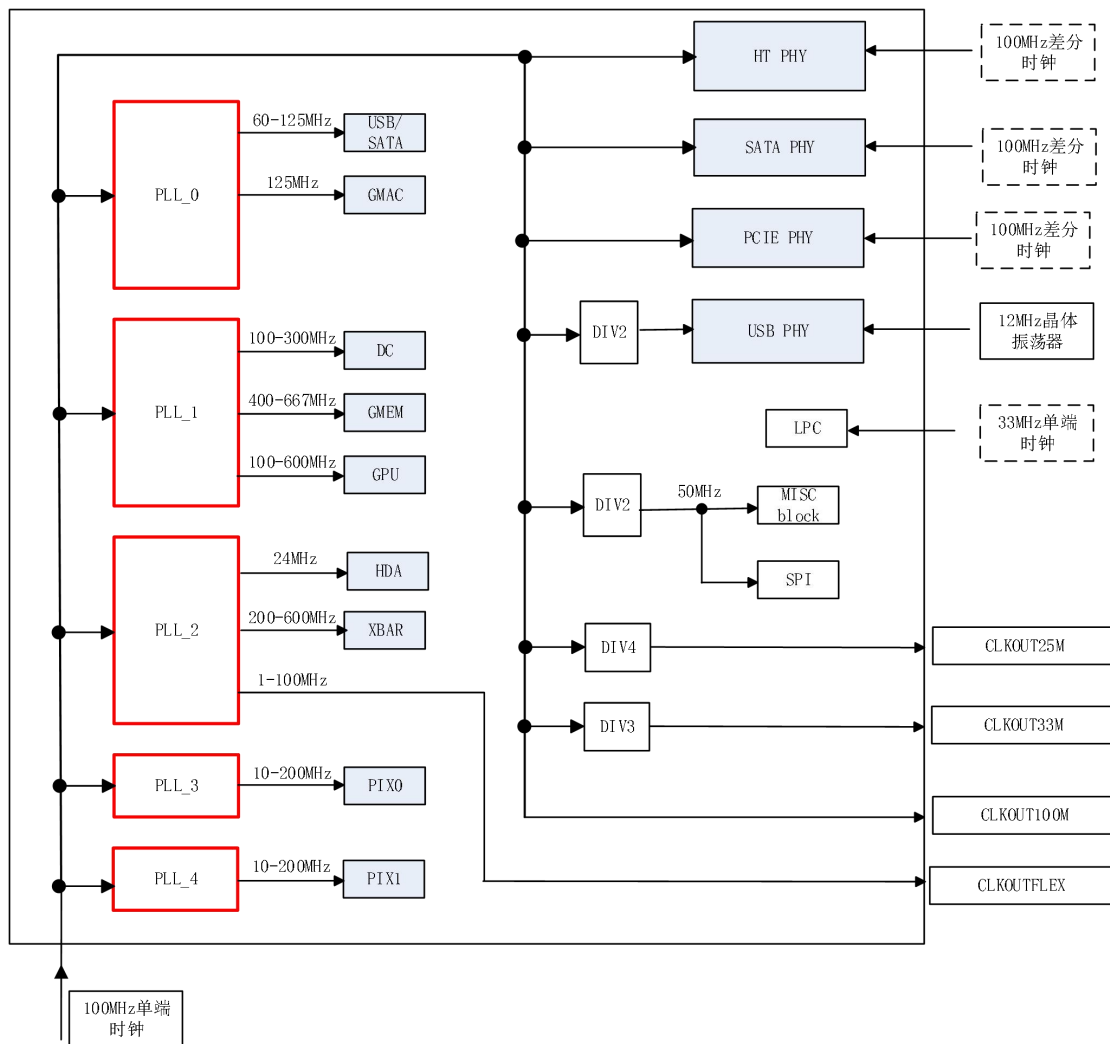 HT PHY
100MHz差分
时钟
60-125MHz
USB/
SATA
PLL_0
125MHz
GMAC
SATA PHY
100MHz差分
时钟
PCIE PHY
100MHz差分
时钟
DIV2
USB PHY
12MHz晶体
振荡器
100-300MHz
DC
PLL_1
400-667MHz
GMEM
100-600MHz
GPU
LPC
33MHz单端
时钟
DIV2
50MHz
MISC
block
SPI
24MHz
HDA
PLL_2
200-600MHz
XBAR
1-100MHz
DIV4
CLKOUT25M
DIV3
CLKOUT33M
PLL_3
10-200MHz
PIX0
CLKOUT100M
PLL_4
10-200MHz
PIX1
CLKOUTFLEX
100MHz单端
时钟